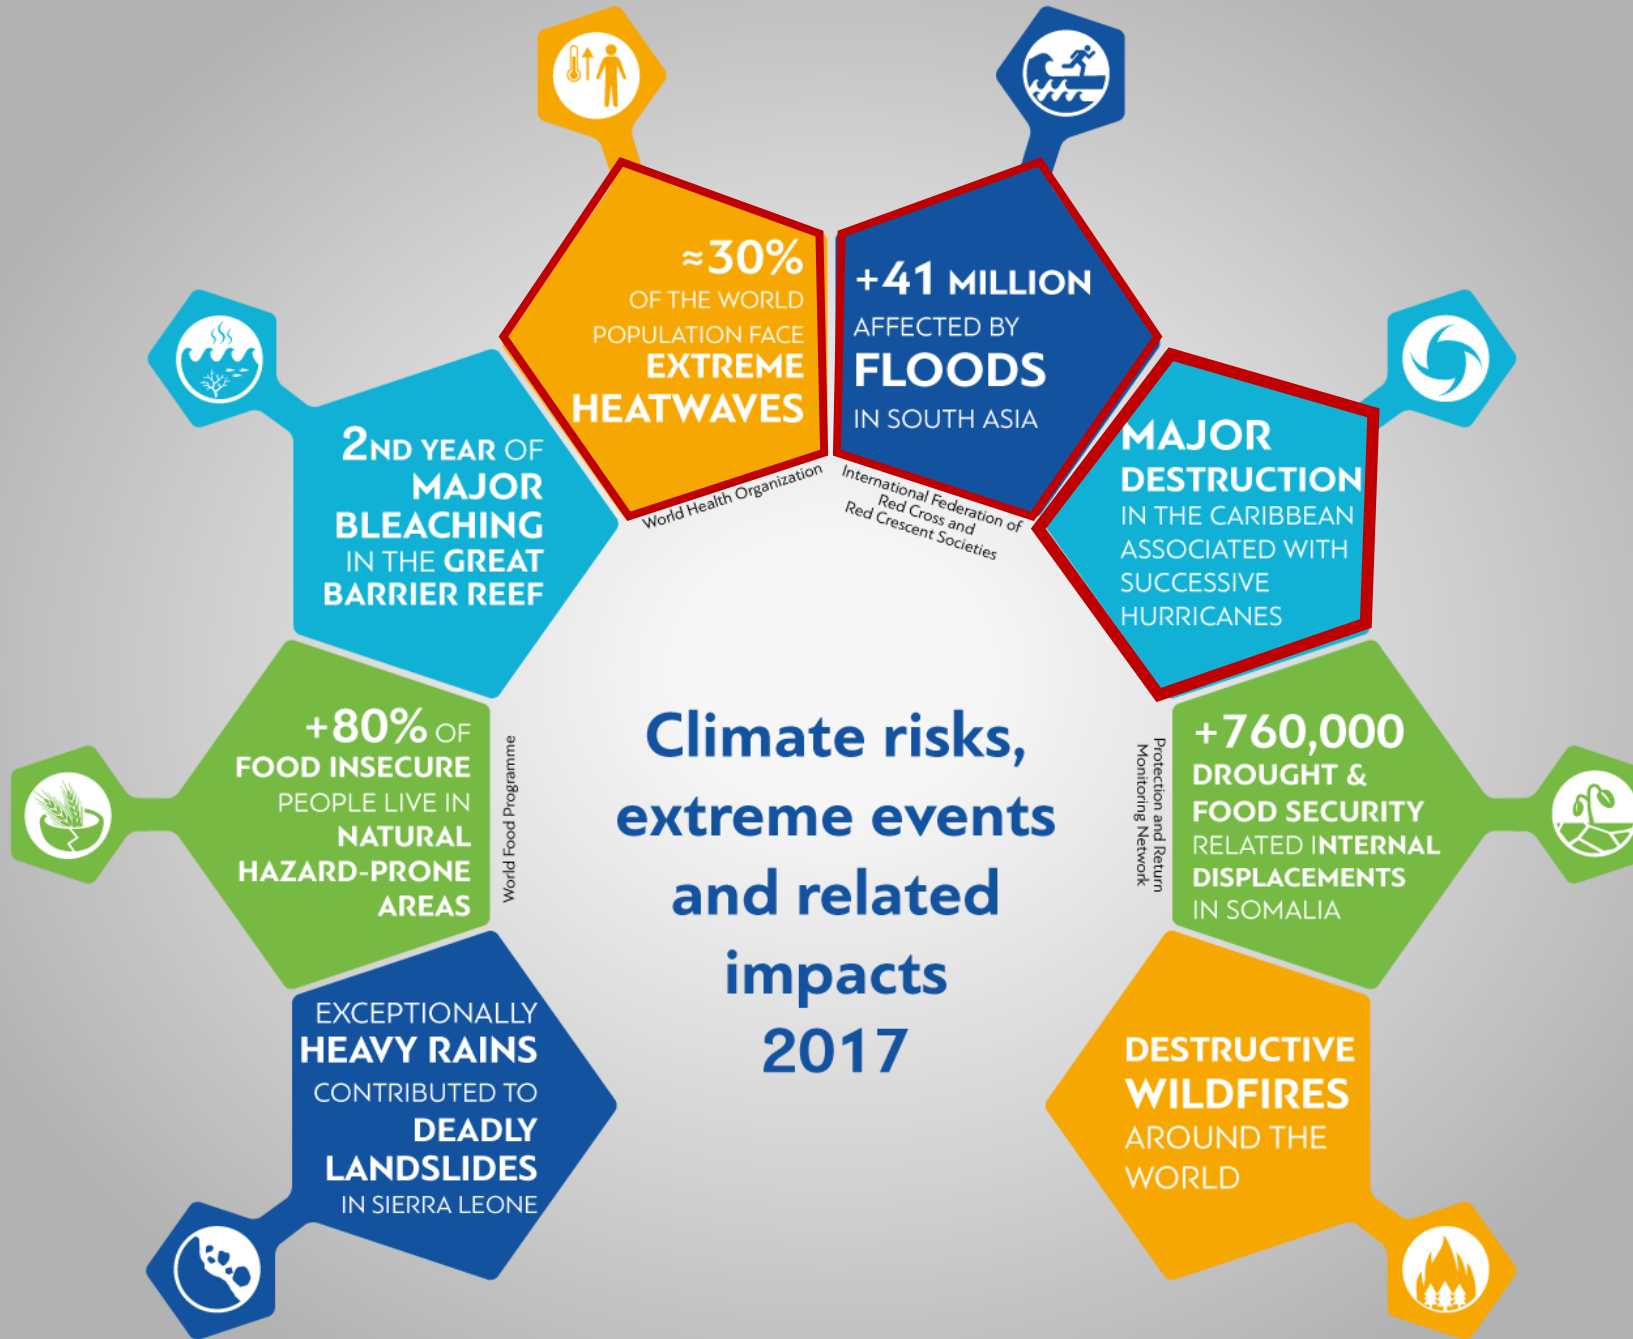 ≈30%
OF THE WORLD
POPULATION FACE
EXTREME
HEATWAVES
World Health Organization
+41 MILLION
AFFECTED BY
FLOODS
IN SOUTH ASIA
International Federation of
Red Cross and
Red Crescent Societies
2ND YEAR OF
MAJOR
BLEACHING
IN THE GREAT
BARRIER REEF
MAJOR
DESTRUCTION
IN THE CARIBBEAN
ASSOCIATED WITH
SUCCESSIVE
HURRICANES
+80% OF
FOOD INSECURE
PEOPLE LIVE IN
NATURAL
HAZARD-PRONE
AREAS
World Food Programme
Climate risks,
extreme events
and related
impacts
2017
Protection and Return
Monitoring Network
+760,000
DROUGHT &
FOOD SECURITY
RELATED INTERNAL
DISPLACEMENTS
IN SOMALIA
EXCEPTIONALLY
HEAVY RAINS
CONTRIBUTED TO
DEADLY
LANDSLIDES
IN SIERRA LEONE
DESTRUCTIVE
WILDFIRES
AROUND THE
WORLD